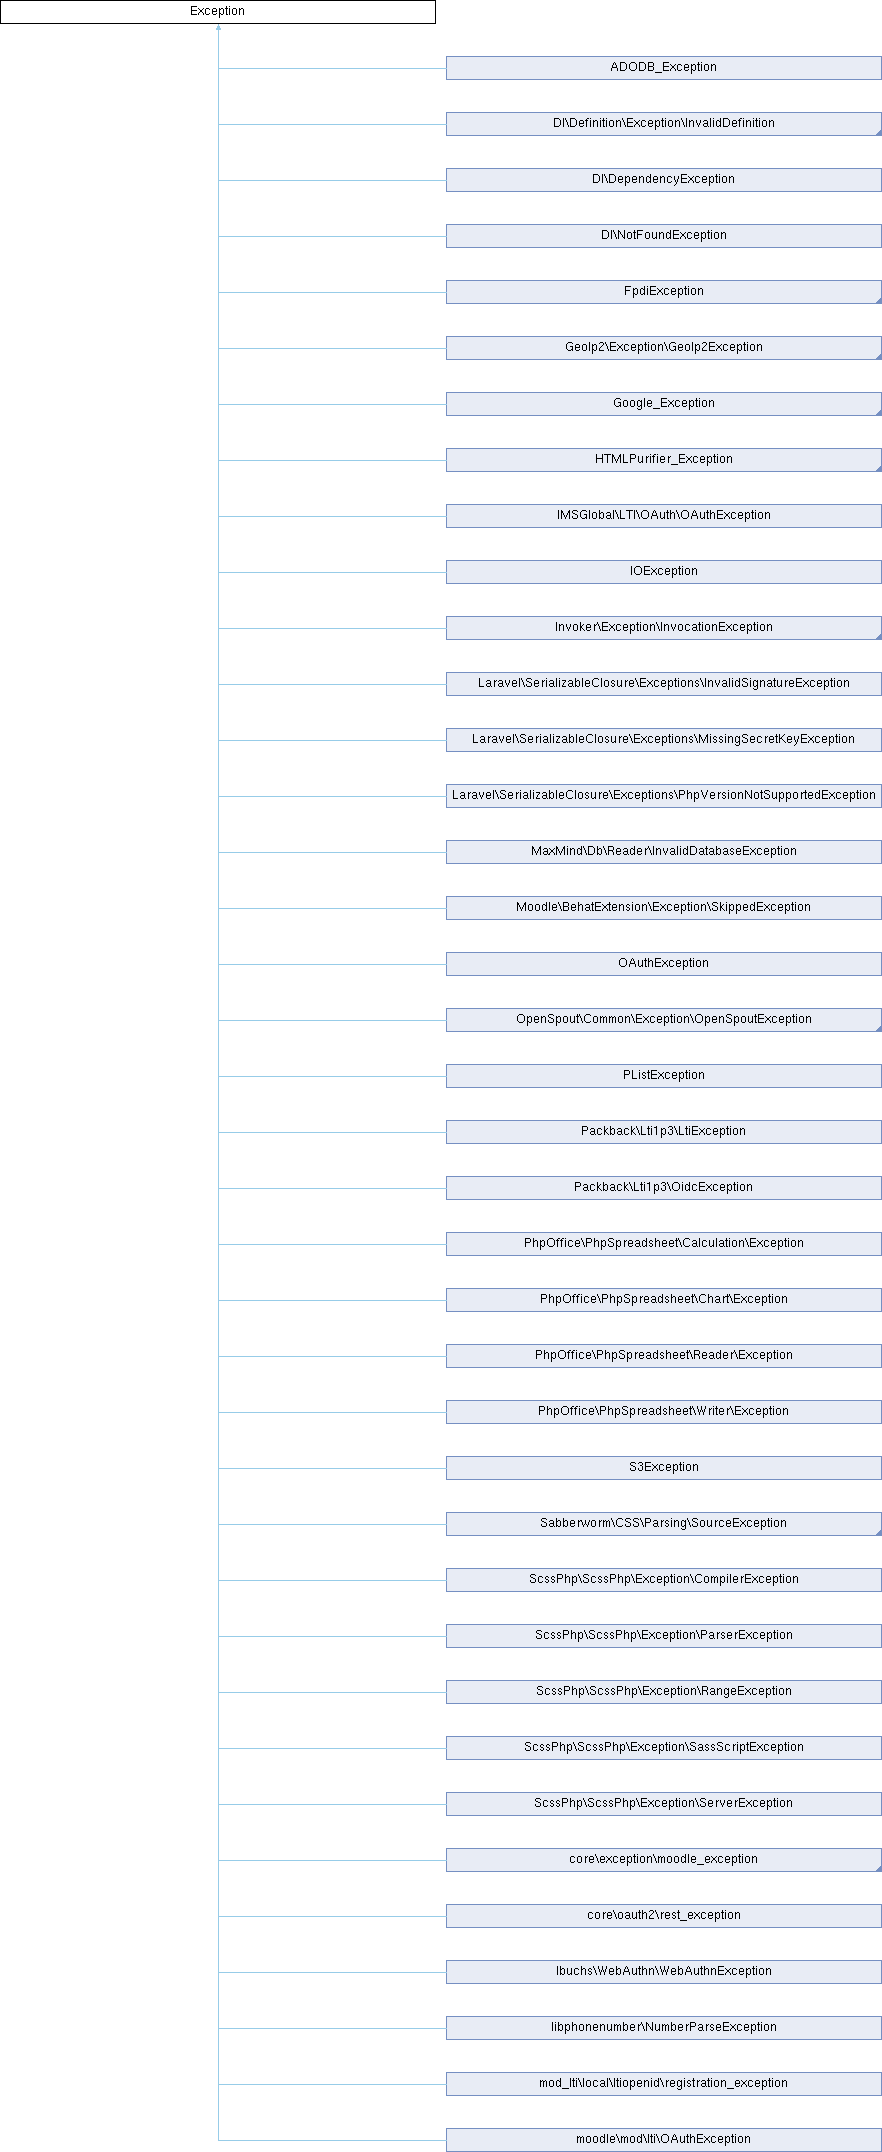 Exception
ADODB_Exception
DI\Definition\Exception\InvalidDefinition
DI\DependencyException
DI\NotFoundException
FpdiException
GeoIp2\Exception\GeoIp2Exception
Google_Exception
HTMLPurifier_Exception
IMSGlobal\LTI\OAuth\OAuthException
IOException
Invoker\Exception\InvocationException
Laravel\SerializableClosure\Exceptions\InvalidSignatureException
Laravel\SerializableClosure\Exceptions\MissingSecretKeyException
Laravel\SerializableClosure\Exceptions\PhpVersionNotSupportedException
MaxMind\Db\Reader\InvalidDatabaseException
Moodle\BehatExtension\Exception\SkippedException
OAuthException
OpenSpout\Common\Exception\OpenSpoutException
PListException
Packback\Lti1p3\LtiException
Packback\Lti1p3\OidcException
PhpOffice\PhpSpreadsheet\Calculation\Exception
PhpOffice\PhpSpreadsheet\Chart\Exception
PhpOffice\PhpSpreadsheet\Reader\Exception
PhpOffice\PhpSpreadsheet\Writer\Exception
S3Exception
Sabberworm\CSS\Parsing\SourceException
ScssPhp\ScssPhp\Exception\CompilerException
ScssPhp\ScssPhp\Exception\ParserException
ScssPhp\ScssPhp\Exception\RangeException
ScssPhp\ScssPhp\Exception\SassScriptException
ScssPhp\ScssPhp\Exception\ServerException
core\exception\moodle_exception
core\oauth2\rest_exception
lbuchs\WebAuthn\WebAuthnException
libphonenumber\NumberParseException
mod_lti\local\ltiopenid\registration_exception
moodle\mod\lti\OAuthException